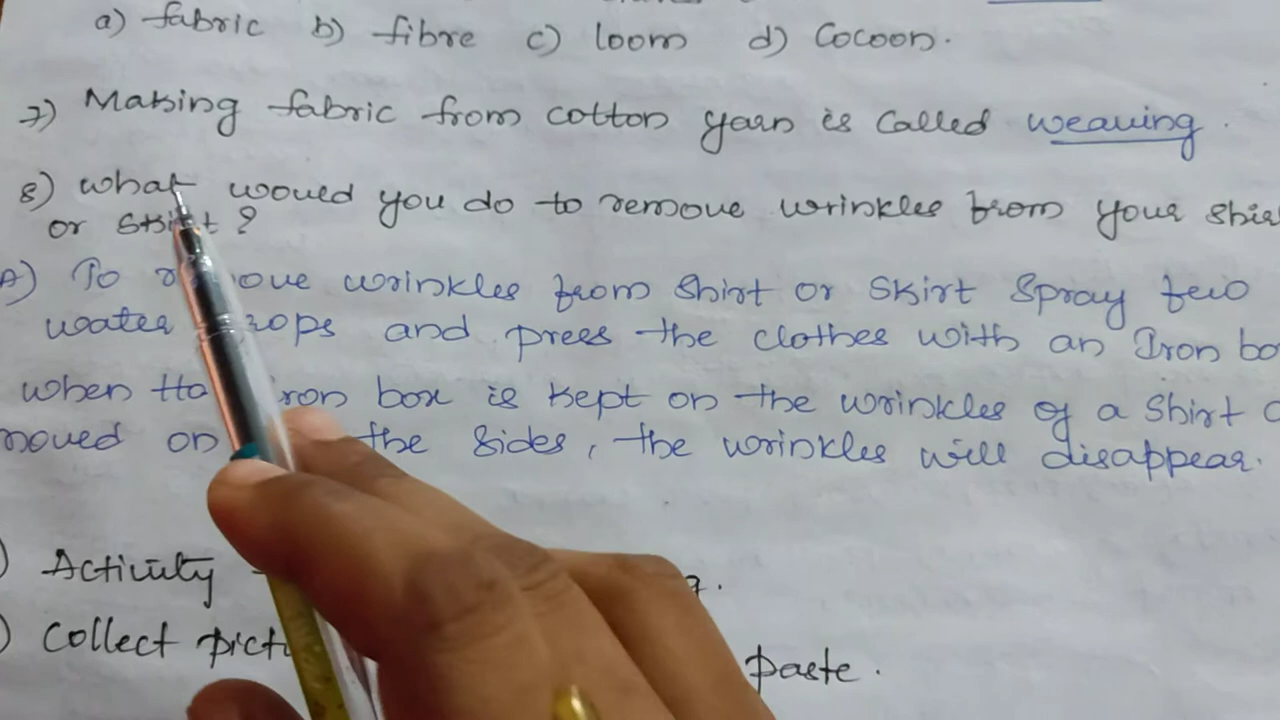 a) fabric b) fibre c) loom d) Cocoon.
7) Making fabric from cotton yarn is called weaving.
8) what would you do to remove wrinkles from your
or skirt ?
A) To wrinkles from Shirt or Skirt Spray few
water and press the clothes with an Iron
when iron box is kept on the wrinkles of a Shirt
moved on the sides, the wrinkles will disappear.
Activity
Collect paste.